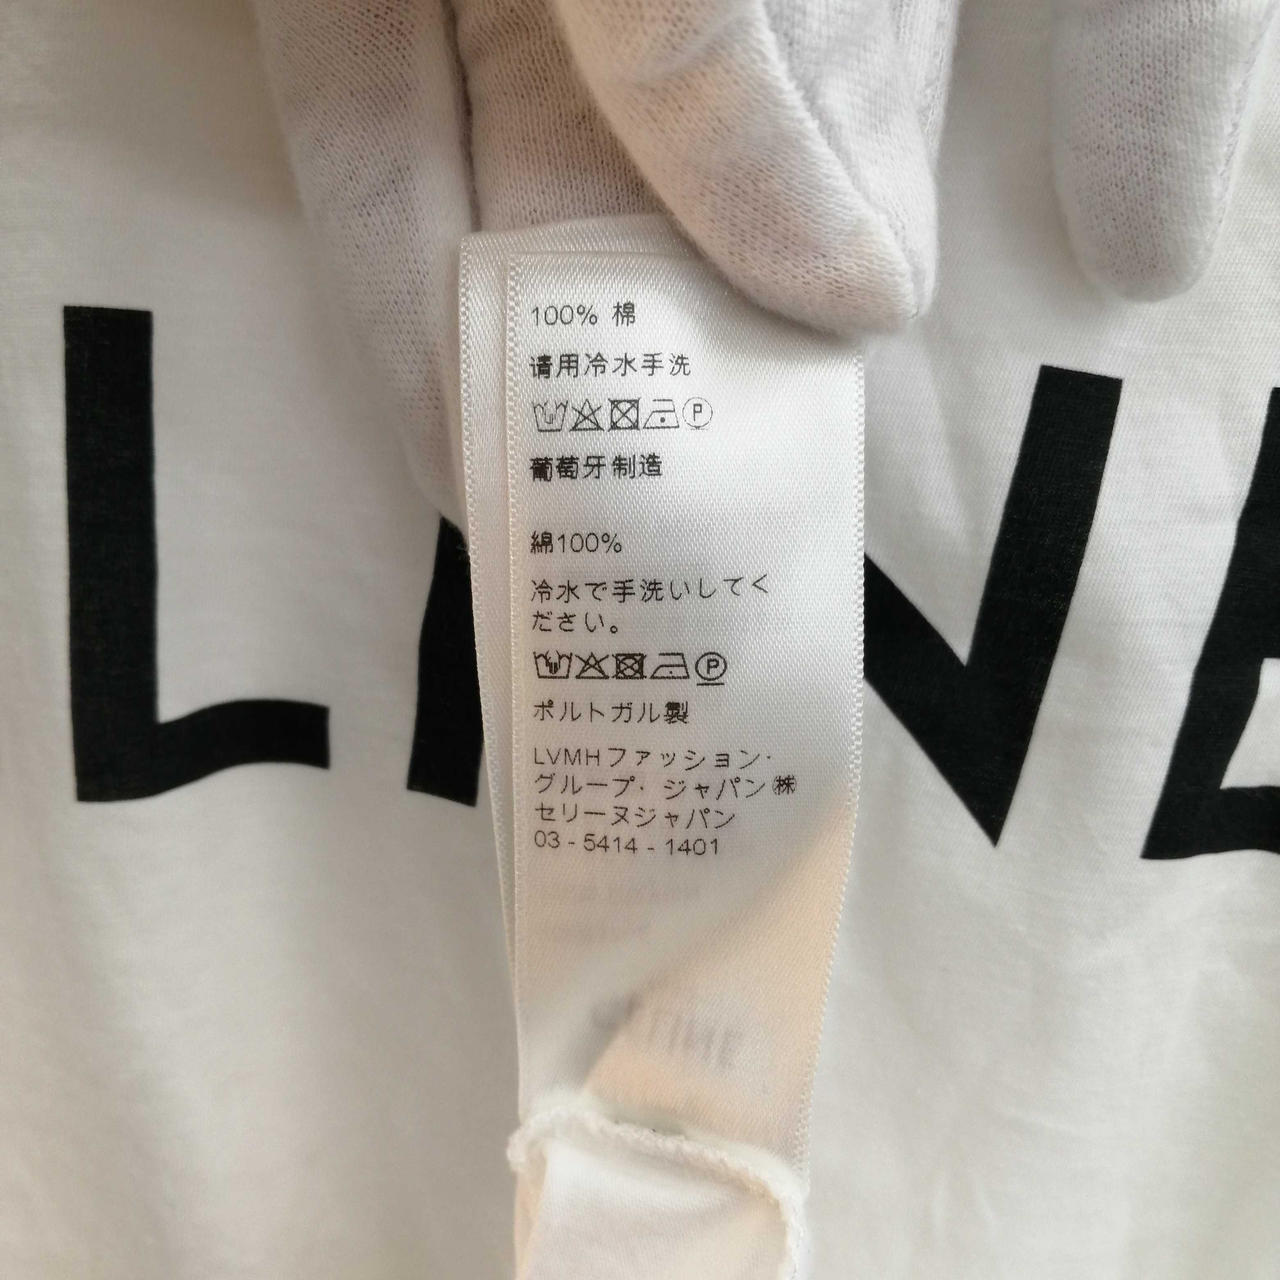 100% 棉
请用冷水手洗
P
葡萄牙制造
綿100%
冷水で手洗いしてく
ださい。
P
ポルトガル製
LVMHファッション·
グループ· ジャパン㈱
セリーヌジャパン
03 - 5414 - 1401
LINE